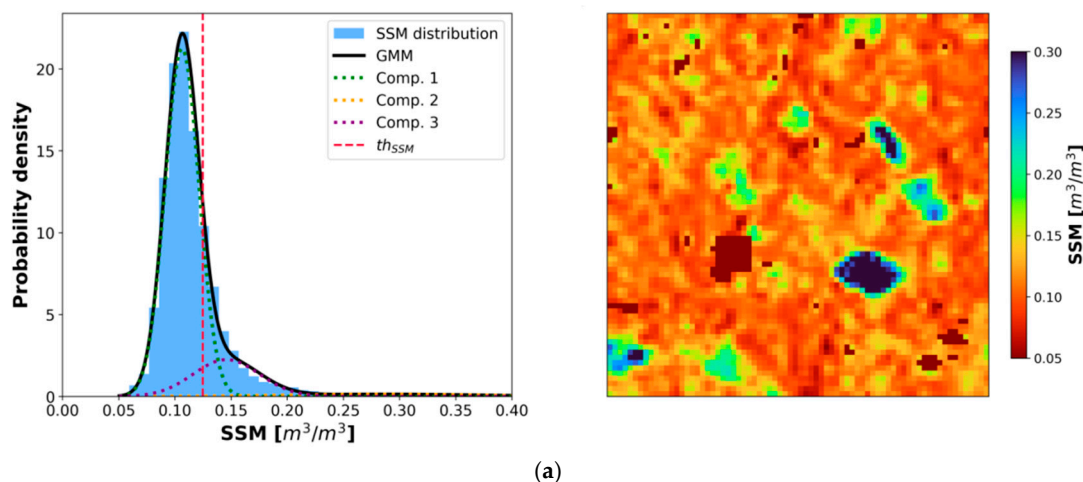 Probability density
20
15
10
5
0
0.00 0.05 0.10 0.15 0.20 0.25 0.30 0.35 0.40
SSM [m³/m³]
SSM distribution
GMM
Comp. 1
Comp. 2
Comp. 3
th_SSM
0.30
0.25
0.20
0.15
0.10
0.05
SSM [m³/m³]
(a)